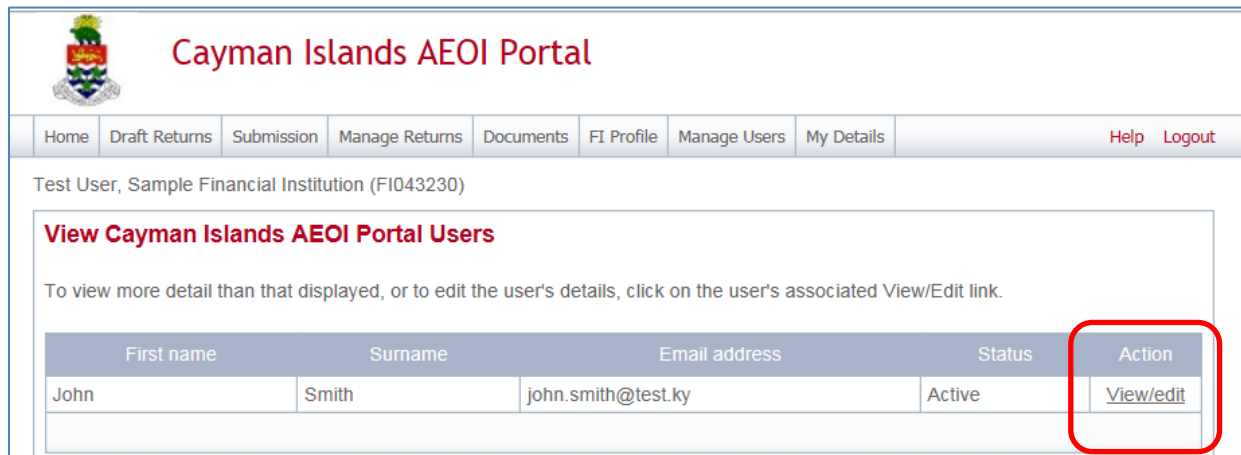 Cayman Islands AEOI Portal
Home Draft Returns Submission Manage Returns Documents FI Profile Manage Users My Details Help Logout
Test User, Sample Financial Institution (FI043230)
View Cayman Islands AEOI Portal Users
To view more detail than that displayed, or to edit the user's details, click on the user's associated View/Edit link.
First name Surname Email address Status Action
John Smith john.smith@test.ky Active View/edit